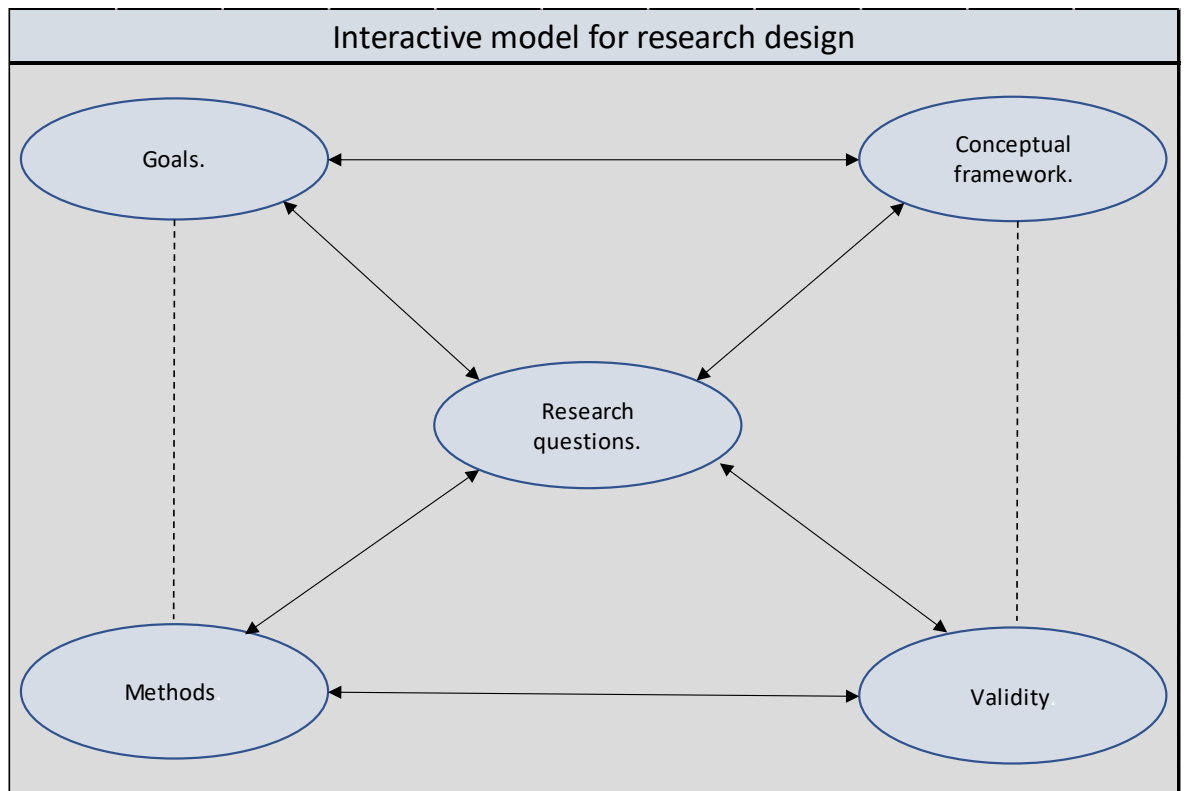 Interactive model for research design
Goals.
Conceptual
framework.
Research
questions.
Methods.
Validity.